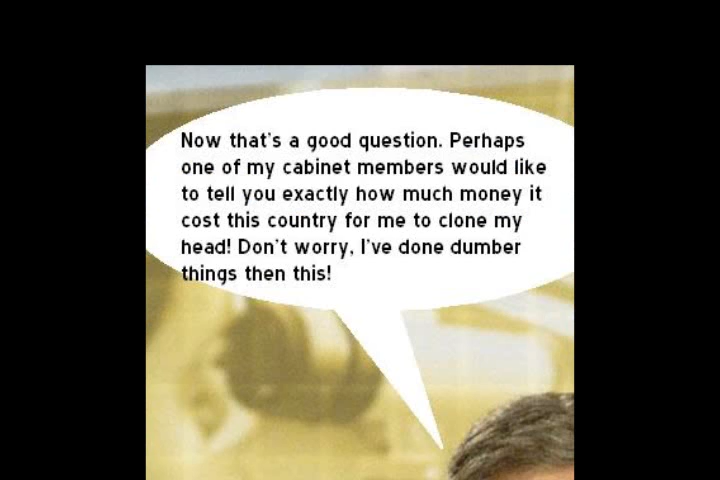 Now that's a good question. Perhaps
one of my cabinet members would like
to tell you exactly how much money it
cost this country for me to clone my
head! Don't worry, I've done dumber
things then this!